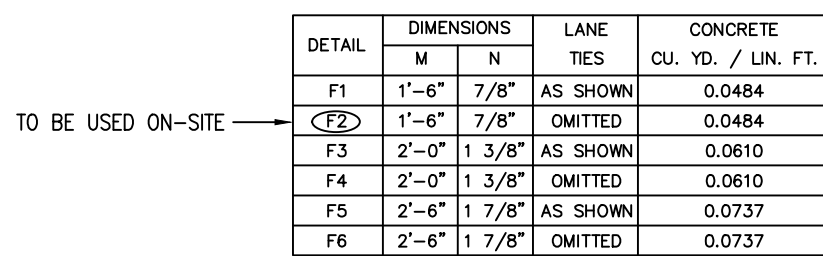 DETAIL DIMENSIONS LANE TIES CONCRETE CU. YD. / LIN. FT.
M N
F1 1'-6" 7/8" AS SHOWN 0.0484
TO BE USED ON-SITE F2 1'-6" 7/8" OMITTED 0.0484
F3 2'-0" 1 3/8" AS SHOWN 0.0610
F4 2'-0" 1 3/8" OMITTED 0.0610
F5 2'-6" 1 7/8" AS SHOWN 0.0737
F6 2'-6" 1 7/8" OMITTED 0.0737